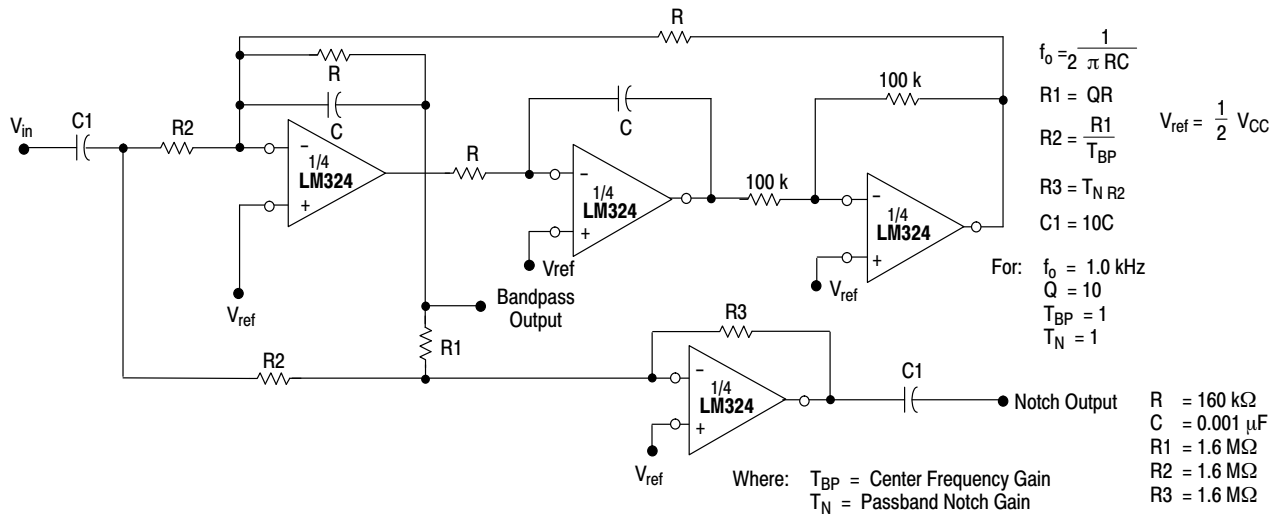 R
R
C
V_in
C1
R2
–
+
1/4
LM324
V_ref
R
C
–
+
1/4
LM324
Vref
100 k
100 k
–
+
1/4
LM324
V_ref
Bandpass
Output
R1
R2
R3
–
+
1/4
LM324
V_ref
C1
Notch Output
f_o = 1 / 2 π RC
R1 = QR
R2 = R1 / T_BP
R3 = T_N R2
C1 = 10C
V_ref = 1/2 V_CC
For: f_o = 1.0 kHz
Q = 10
T_BP = 1
T_N = 1
R = 160 kΩ
C = 0.001 μF
R1 = 1.6 MΩ
R2 = 1.6 MΩ
R3 = 1.6 MΩ
Where: T_BP = Center Frequency Gain
T_N = Passband Notch Gain